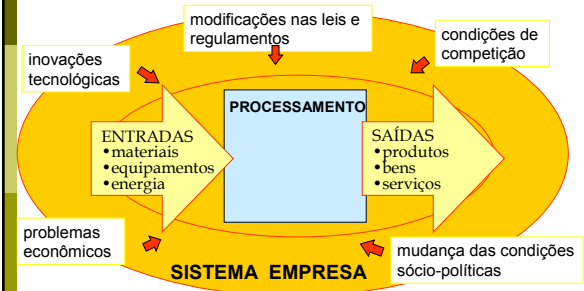 modificações nas leis e
regulamentos
condições de
competição
inovações
tecnológicas
PROCESSAMENTO
ENTRADAS
•materiais
•equipamentos
•energia
SAÍDAS
•produtos
•bens
•serviços
problemas
econômicos
mudança das condições
sócio-políticas
SISTEMA EMPRESA